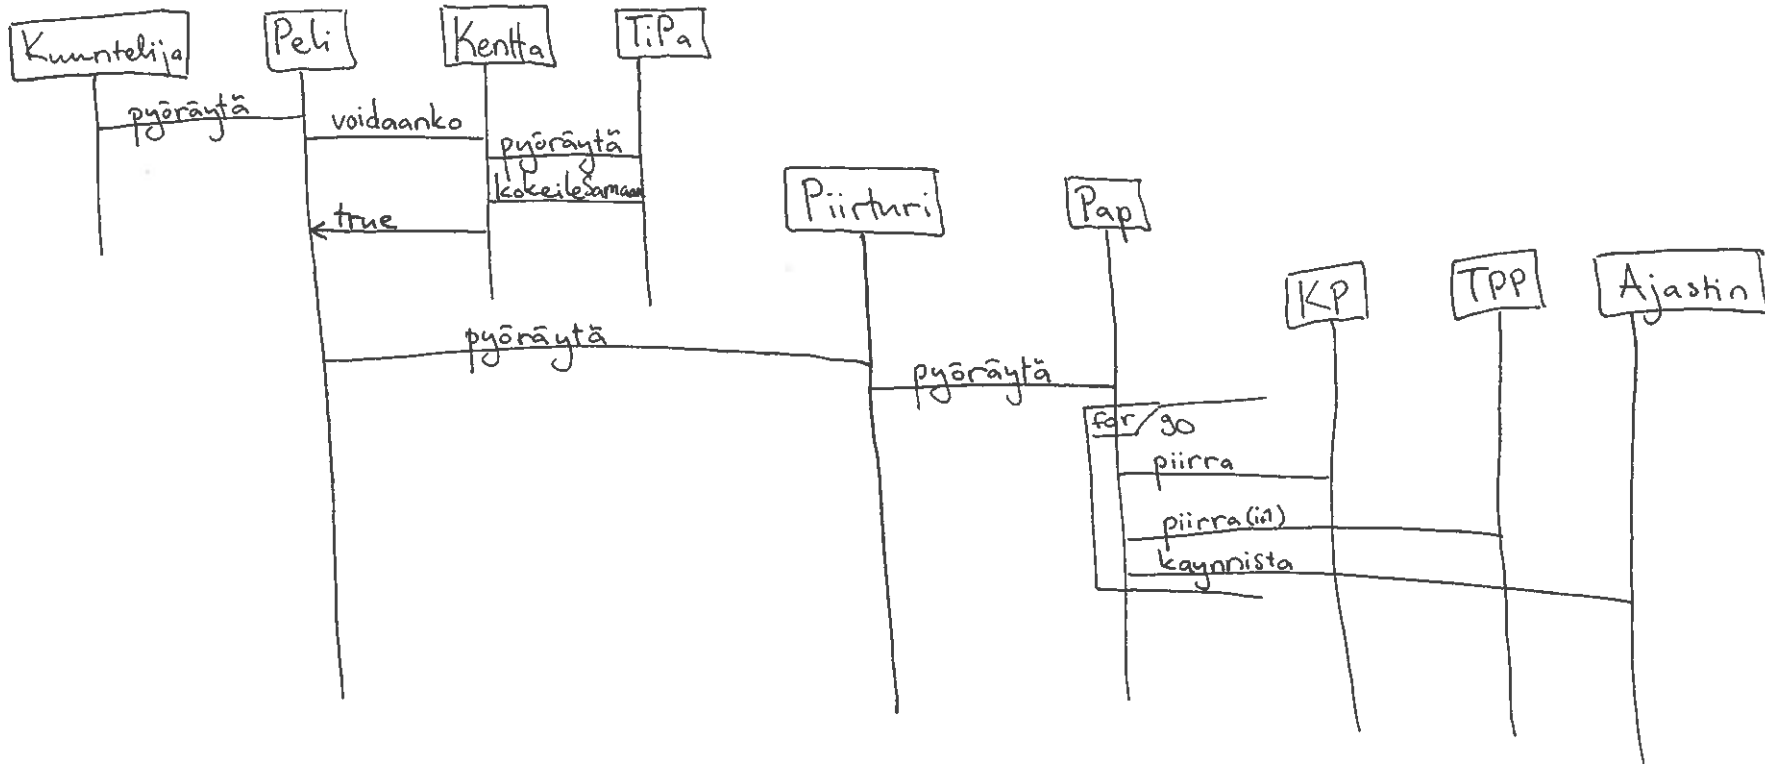 Kuuntelija
Peli
Kentta
TiPa
pyöräytä
voidaanko
pyöräytä
kokeileSamaan
true
Piirturi
Pap
KP
TPP
Ajastin
pyöräytä
pyöräytä
for 90
piirra
piirra(i*1)
kaynnista